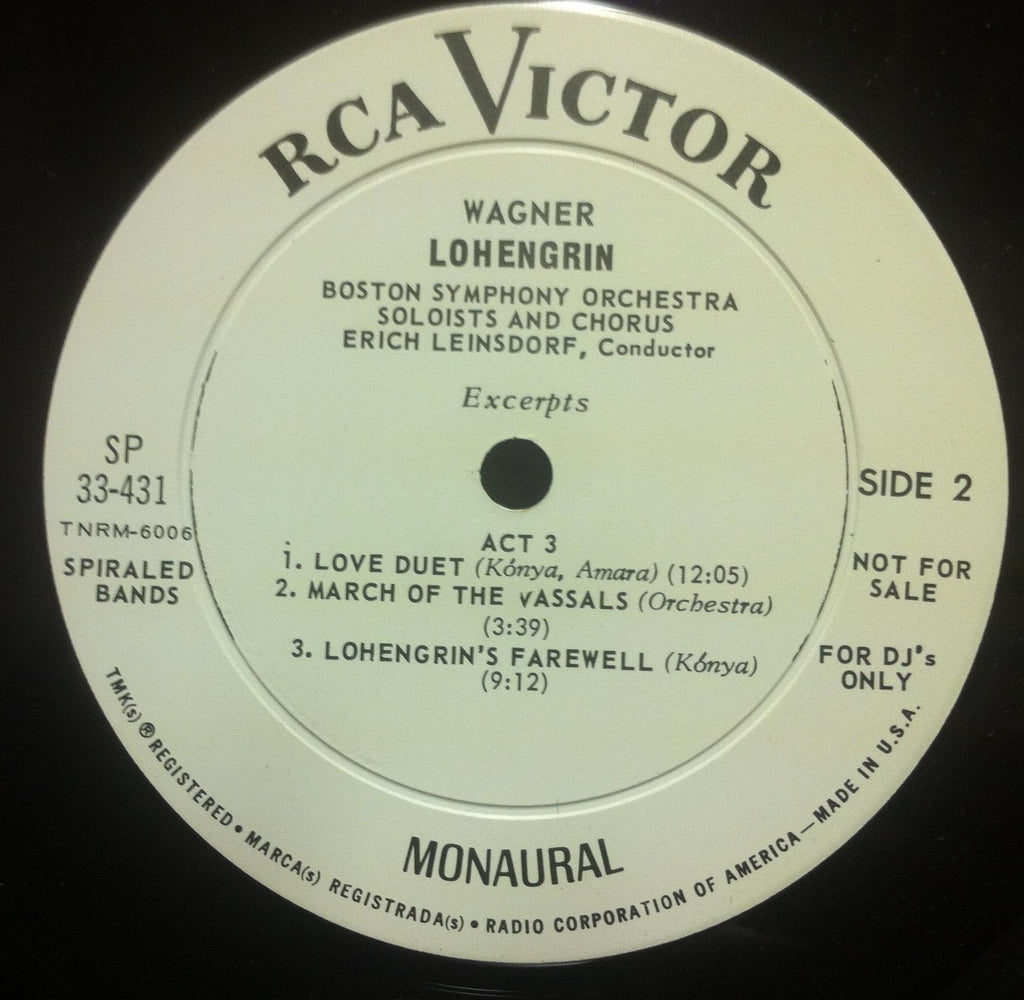 RCA VICTOR
WAGNER
LOHENGRIN
BOSTON SYMPHONY ORCHESTRA
SOLOISTS AND CHORUS
ERICH LEINSDORF, Conductor
Excerpts
SP
33-431
TNRM-6006
SPIRALED
BANDS
SIDE 2
NOT FOR
SALE
FOR DJ's
ONLY
ACT 3
1. LOVE DUET (Kónya, Amara) (12:05)
2. MARCH OF THE VASSALS (Orchestra)
(3:39)
3. LOHENGRIN'S FAREWELL (Kónya)
(9:12)
MONAURAL
TMK(s) ® REGISTERED • MARCA(s) REGISTRADA(s) • RADIO CORPORATION OF AMERICA—MADE IN U.S.A.